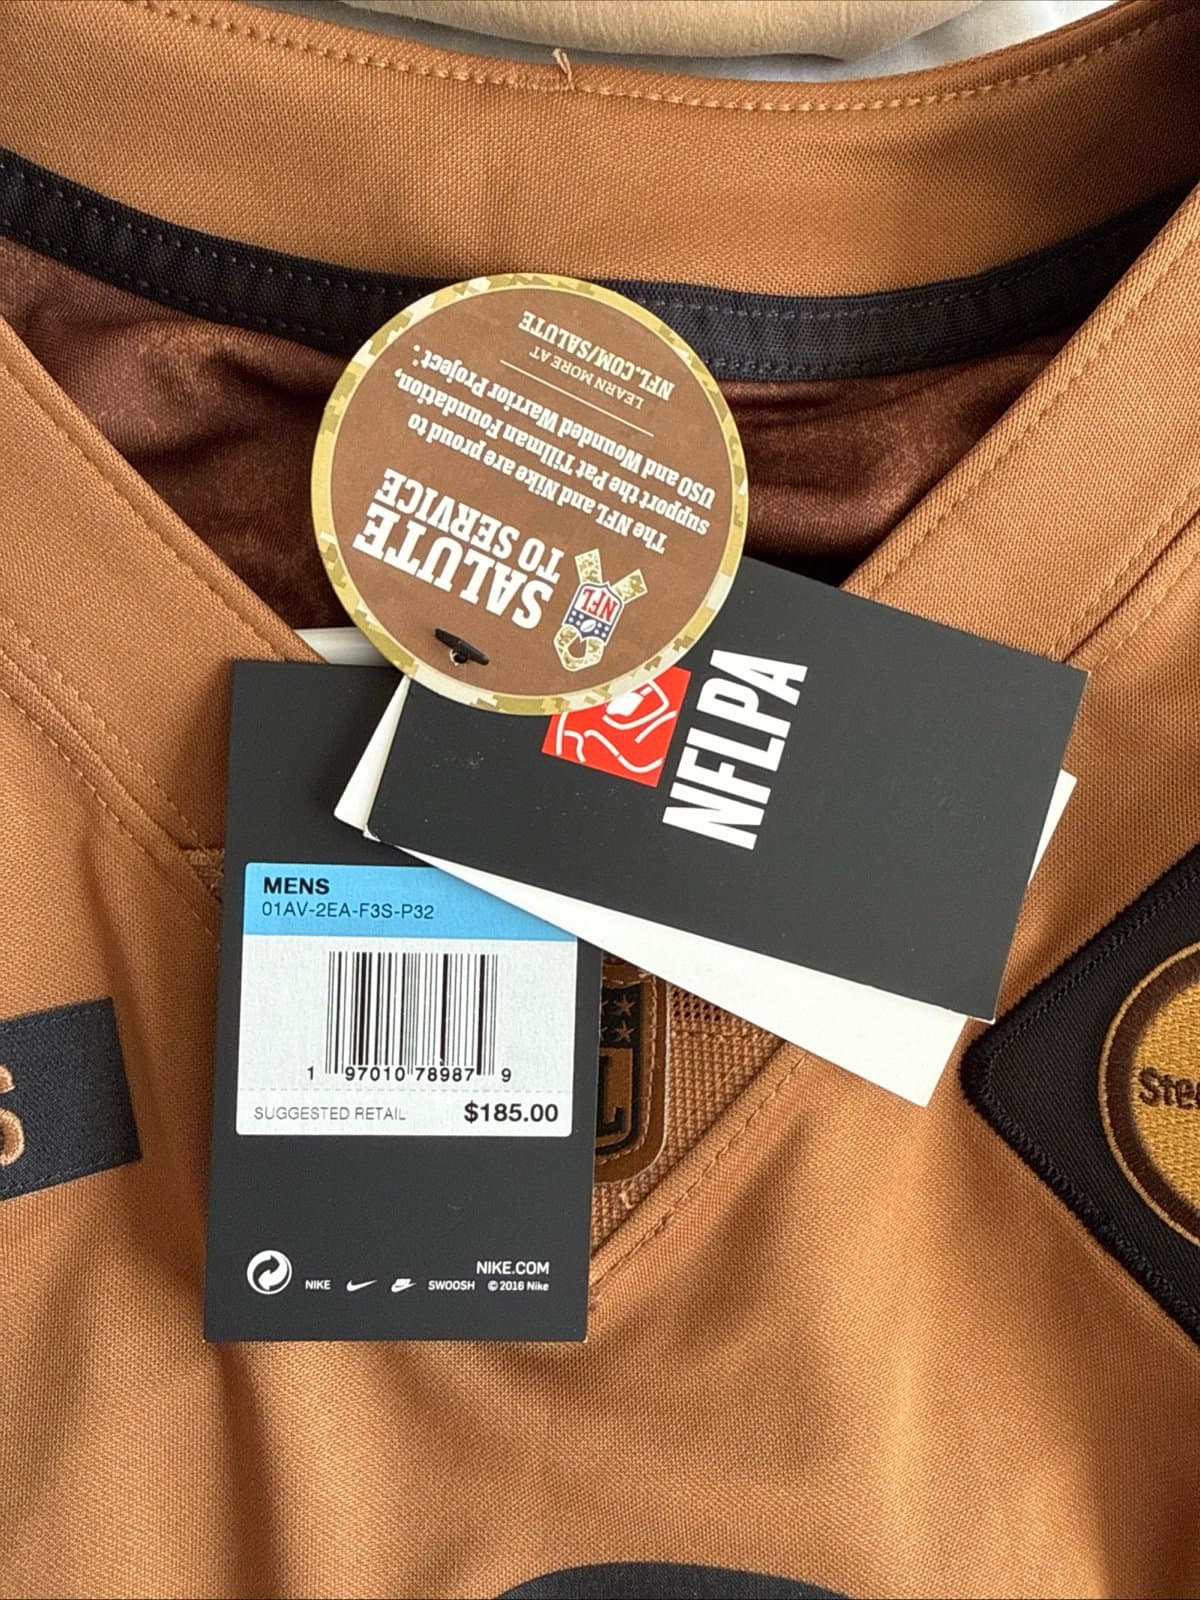 SALUTE
TO SERVICE
The NFL and Nike are proud to
support the Pat Tillman Foundation,
USO and Wounded Warrior Project®.
LEARN MORE AT
NFL.COM/SALUTE
NFL
NFLPA
MENS
01AV-2EA-F3S-P32
1 97010 78987 9
SUGGESTED RETAIL $185.00
NIKE.COM
NIKE SWOOSH © 2016 Nike
L
S
Ste